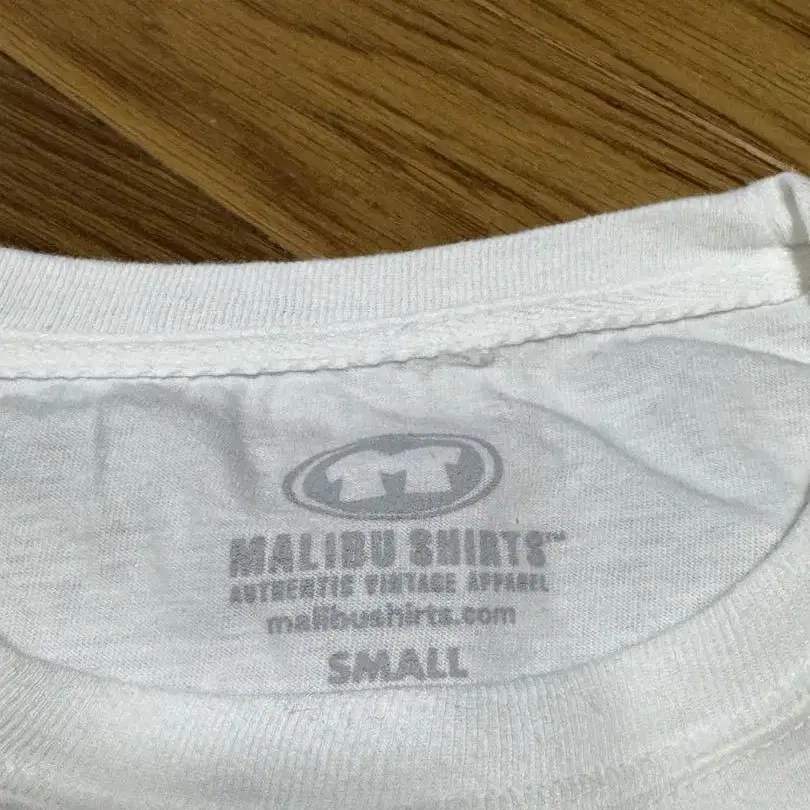 MALIBU SHIRTS™
AUTHENTIC VINTAGE APPAREL
malibushirts.com
SMALL